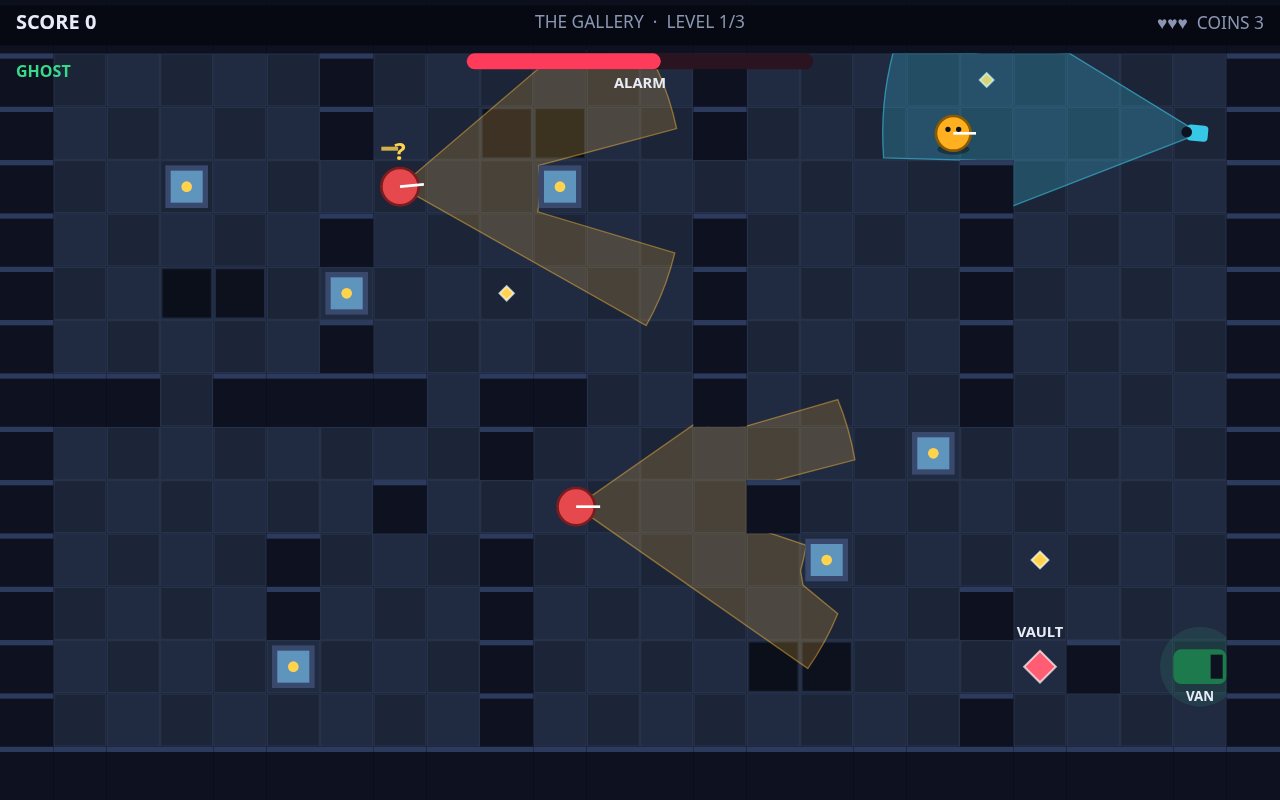 SCORE 0
THE GALLERY · LEVEL 1/3
♥♥♥ COINS 3
GHOST
ALARM
?
VAULT
VAN